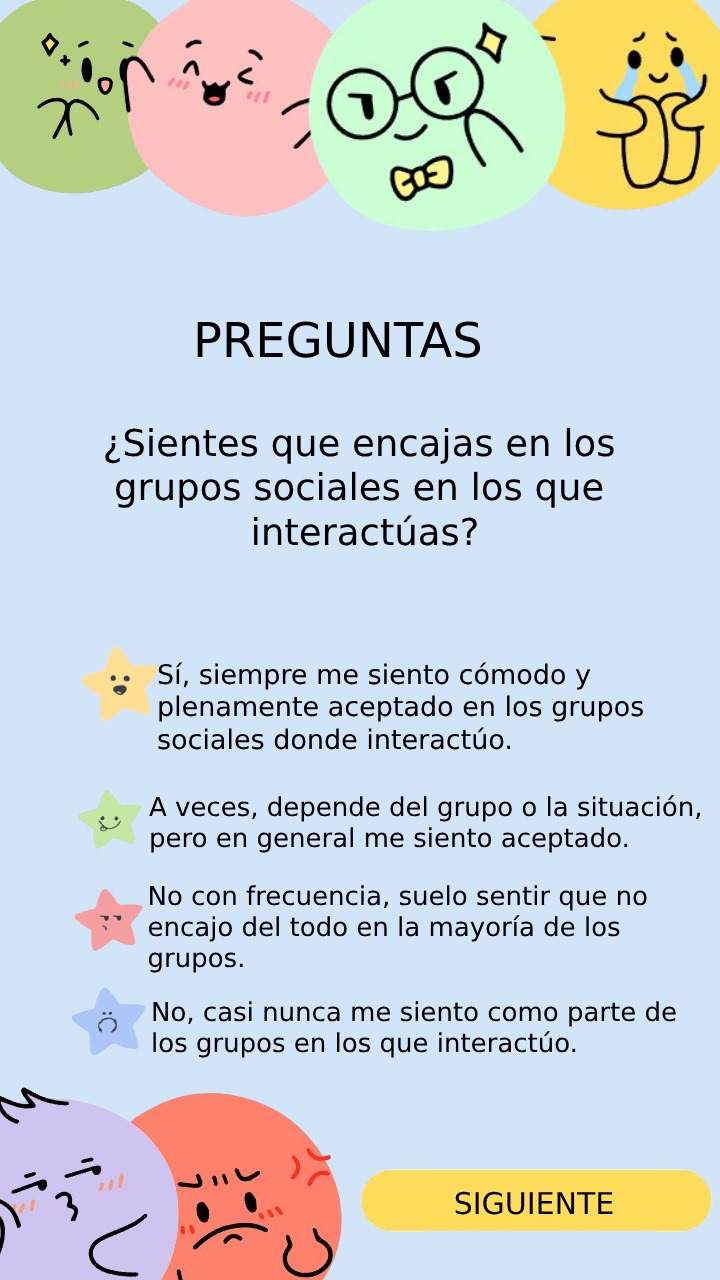 PREGUNTAS
¿Sientes que encajas en los
grupos sociales en los que
interactúas?
Sí, siempre me siento cómodo y
plenamente aceptado en los grupos
sociales donde interactúo.
A veces, depende del grupo o la situación,
pero en general me siento aceptado.
No con frecuencia, suelo sentir que no
encajo del todo en la mayoría de los
grupos.
No, casi nunca me siento como parte de
los grupos en los que interactúo.
SIGUIENTE